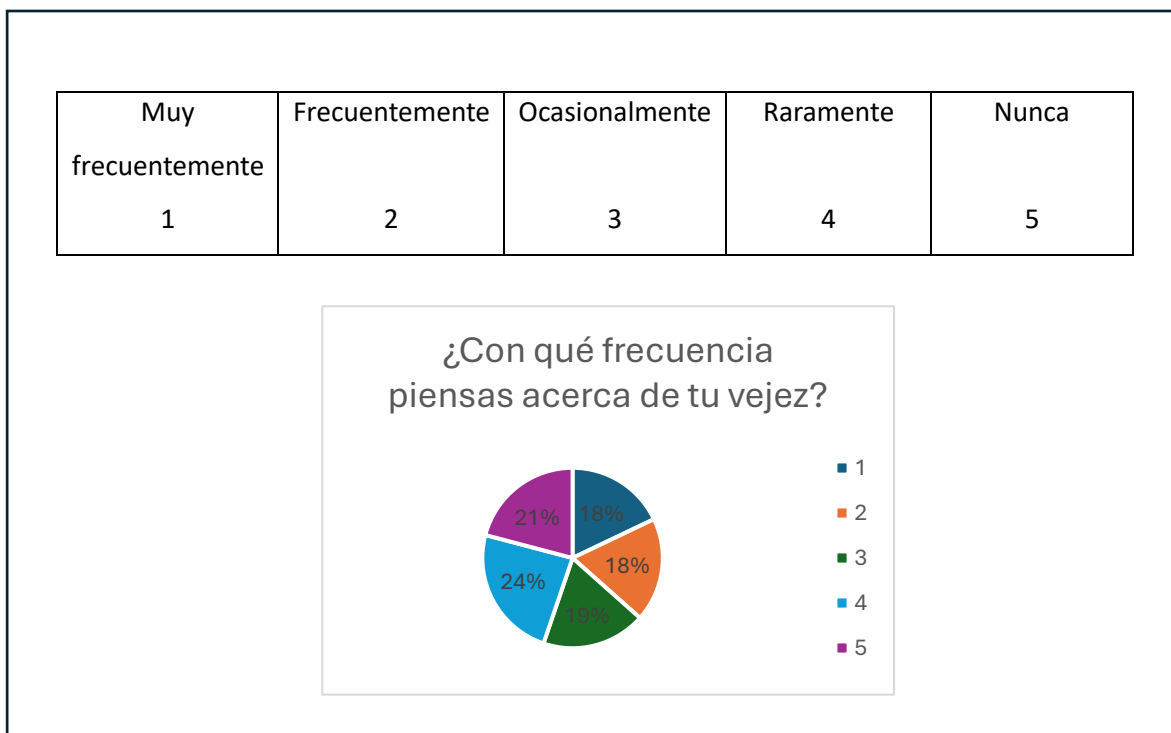 Muy frecuentemente
1
Frecuentemente
2
Ocasionalmente
3
Raramente
4
Nunca
5
¿Con qué frecuencia
piensas acerca de tu vejez?
18%
18%
19%
24%
21%
1
2
3
4
5